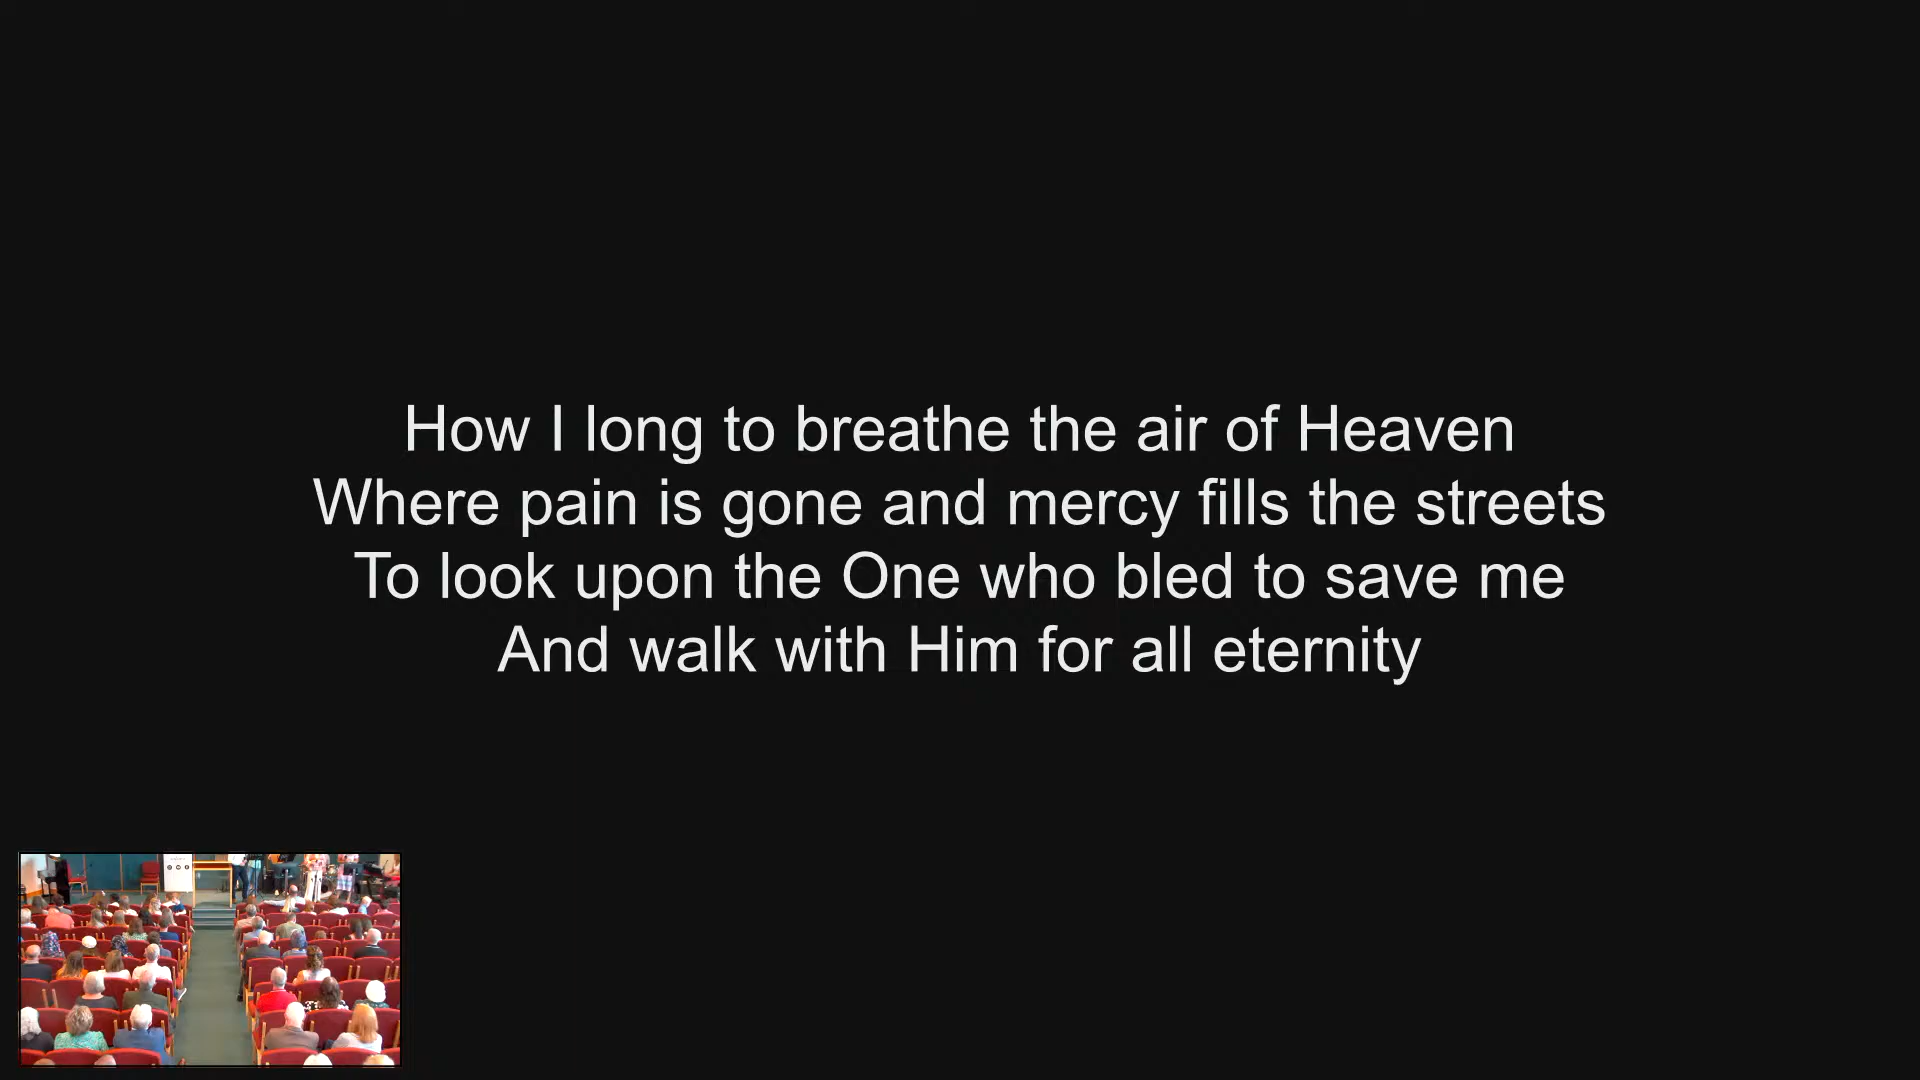 How I long to breathe the air of Heaven
Where pain is gone and mercy fills the streets
To look upon the One who bled to save me
And walk with Him for all eternity